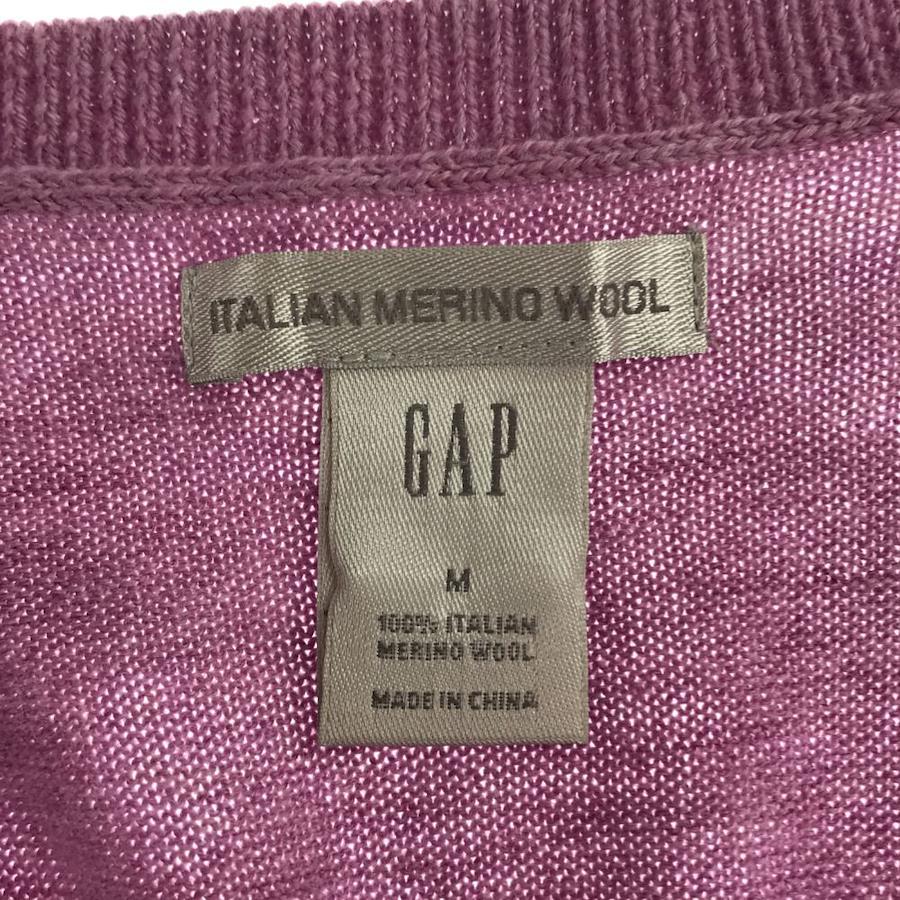 ITALIAN MERINO WOOL
GAP
M
100% ITALIAN
MERINO WOOL
MADE IN CHINA